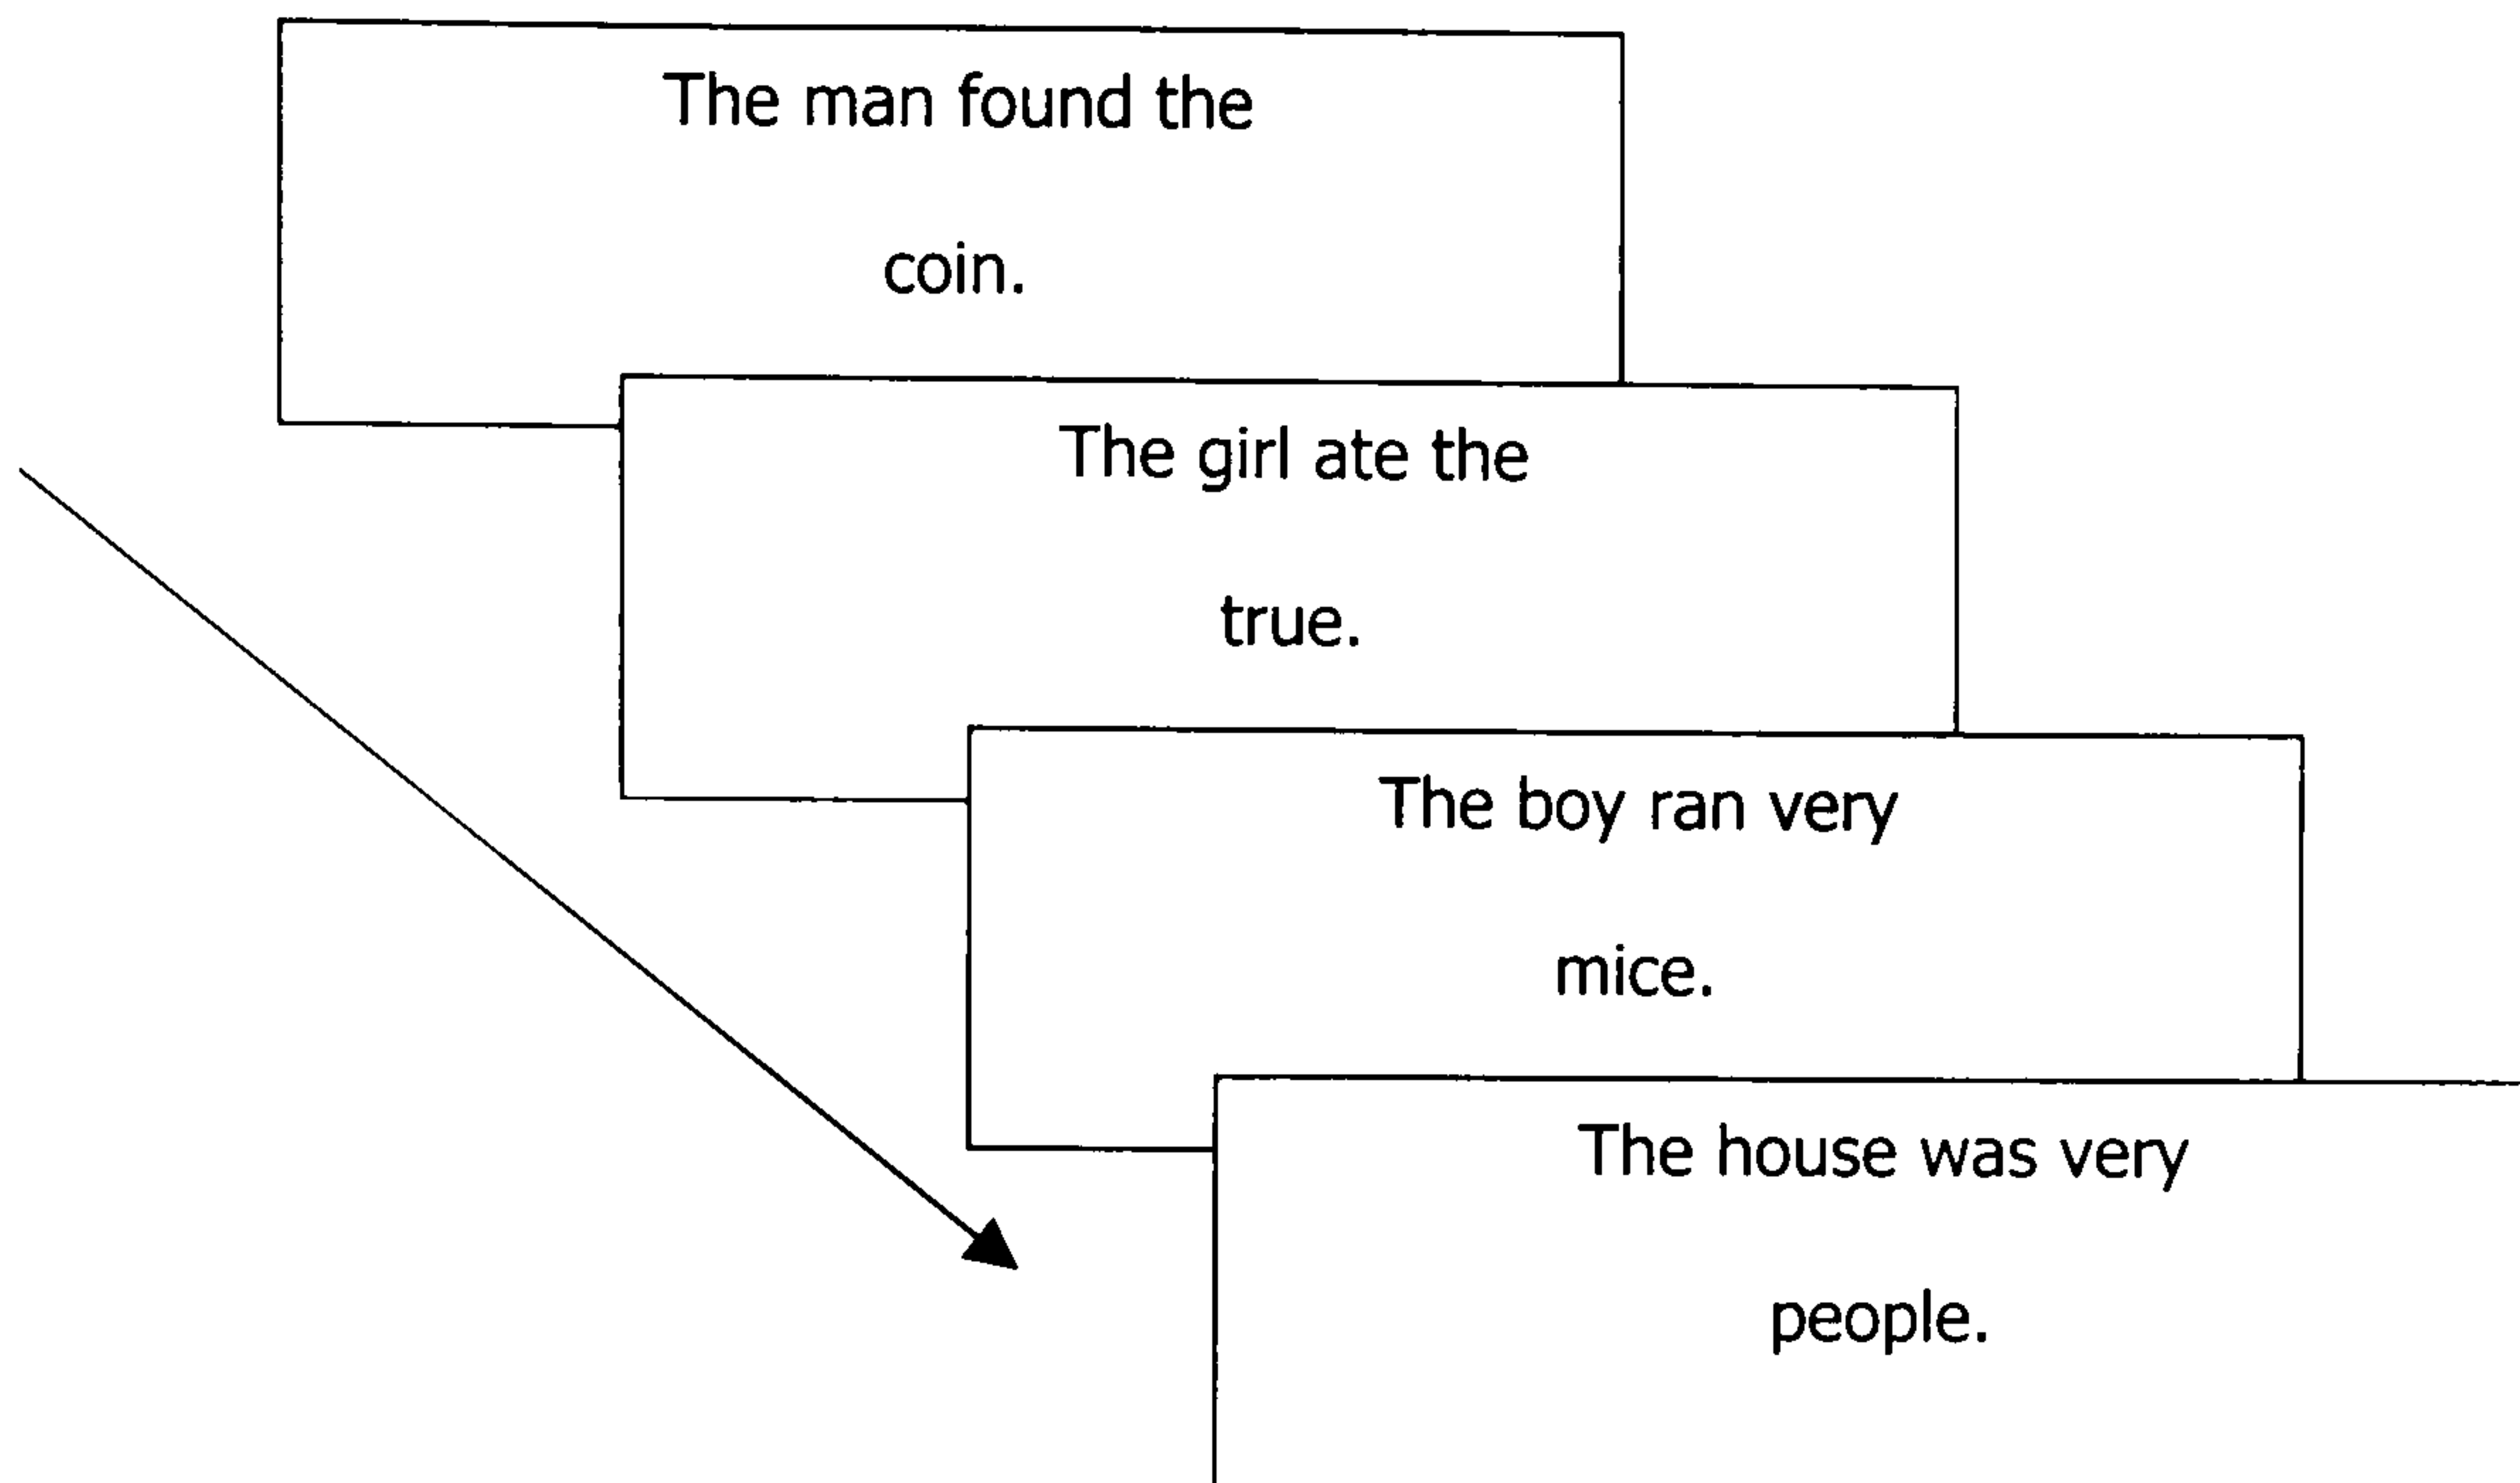 The man found the
coin.
The girl ate the
true.
The boy ran very
mice.
The house was very
people.